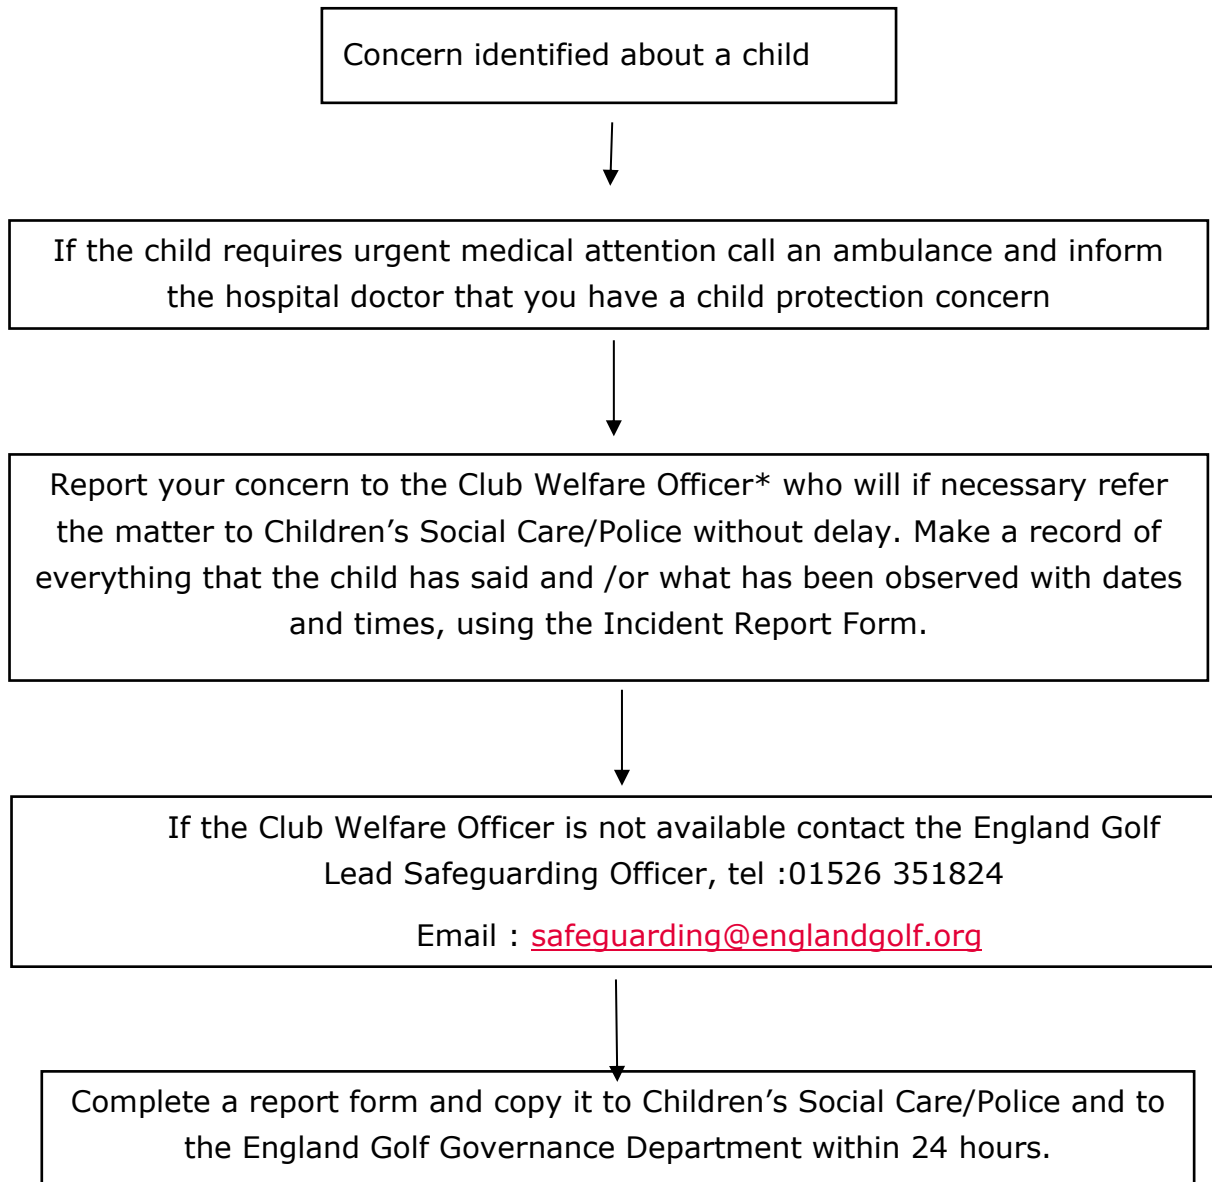 Concern identified about a child
If the child requires urgent medical attention call an ambulance and inform
the hospital doctor that you have a child protection concern
Report your concern to the Club Welfare Officer* who will if necessary refer
the matter to Children’s Social Care/Police without delay. Make a record of
everything that the child has said and /or what has been observed with dates
and times, using the Incident Report Form.
If the Club Welfare Officer is not available contact the England Golf
Lead Safeguarding Officer, tel :01526 351824
Email : safeguarding@englandgolf.org
Complete a report form and copy it to Children’s Social Care/Police and to
the England Golf Governance Department within 24 hours.